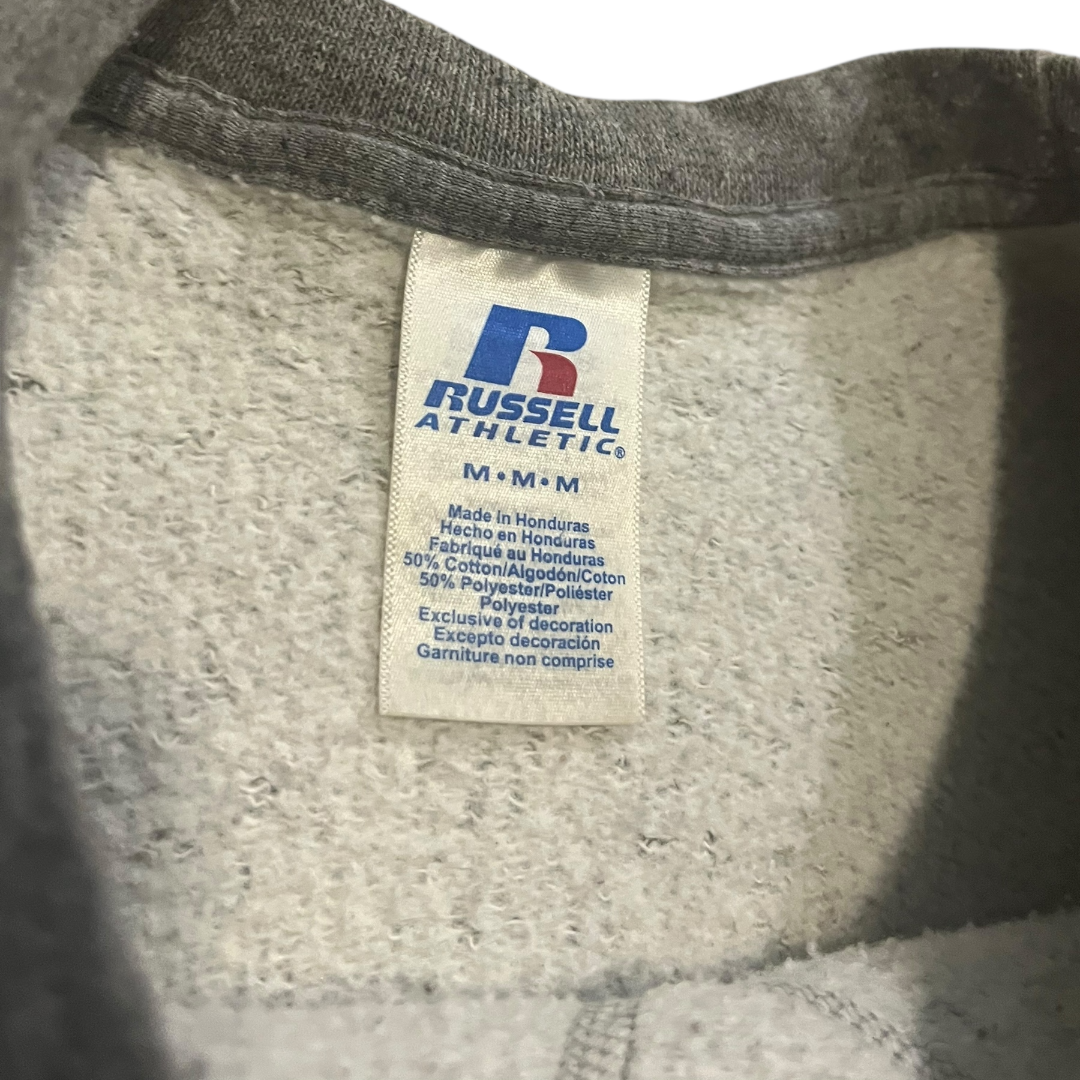 R
RUSSELL
ATHLETIC®
M•M•M
Made in Honduras
Hecho en Honduras
Fabriqué au Honduras
50% Cotton/Algodón/Coton
50% Polyester/Poliéster
Polyester
Exclusive of decoration
Excepto decoración
Garniture non comprise